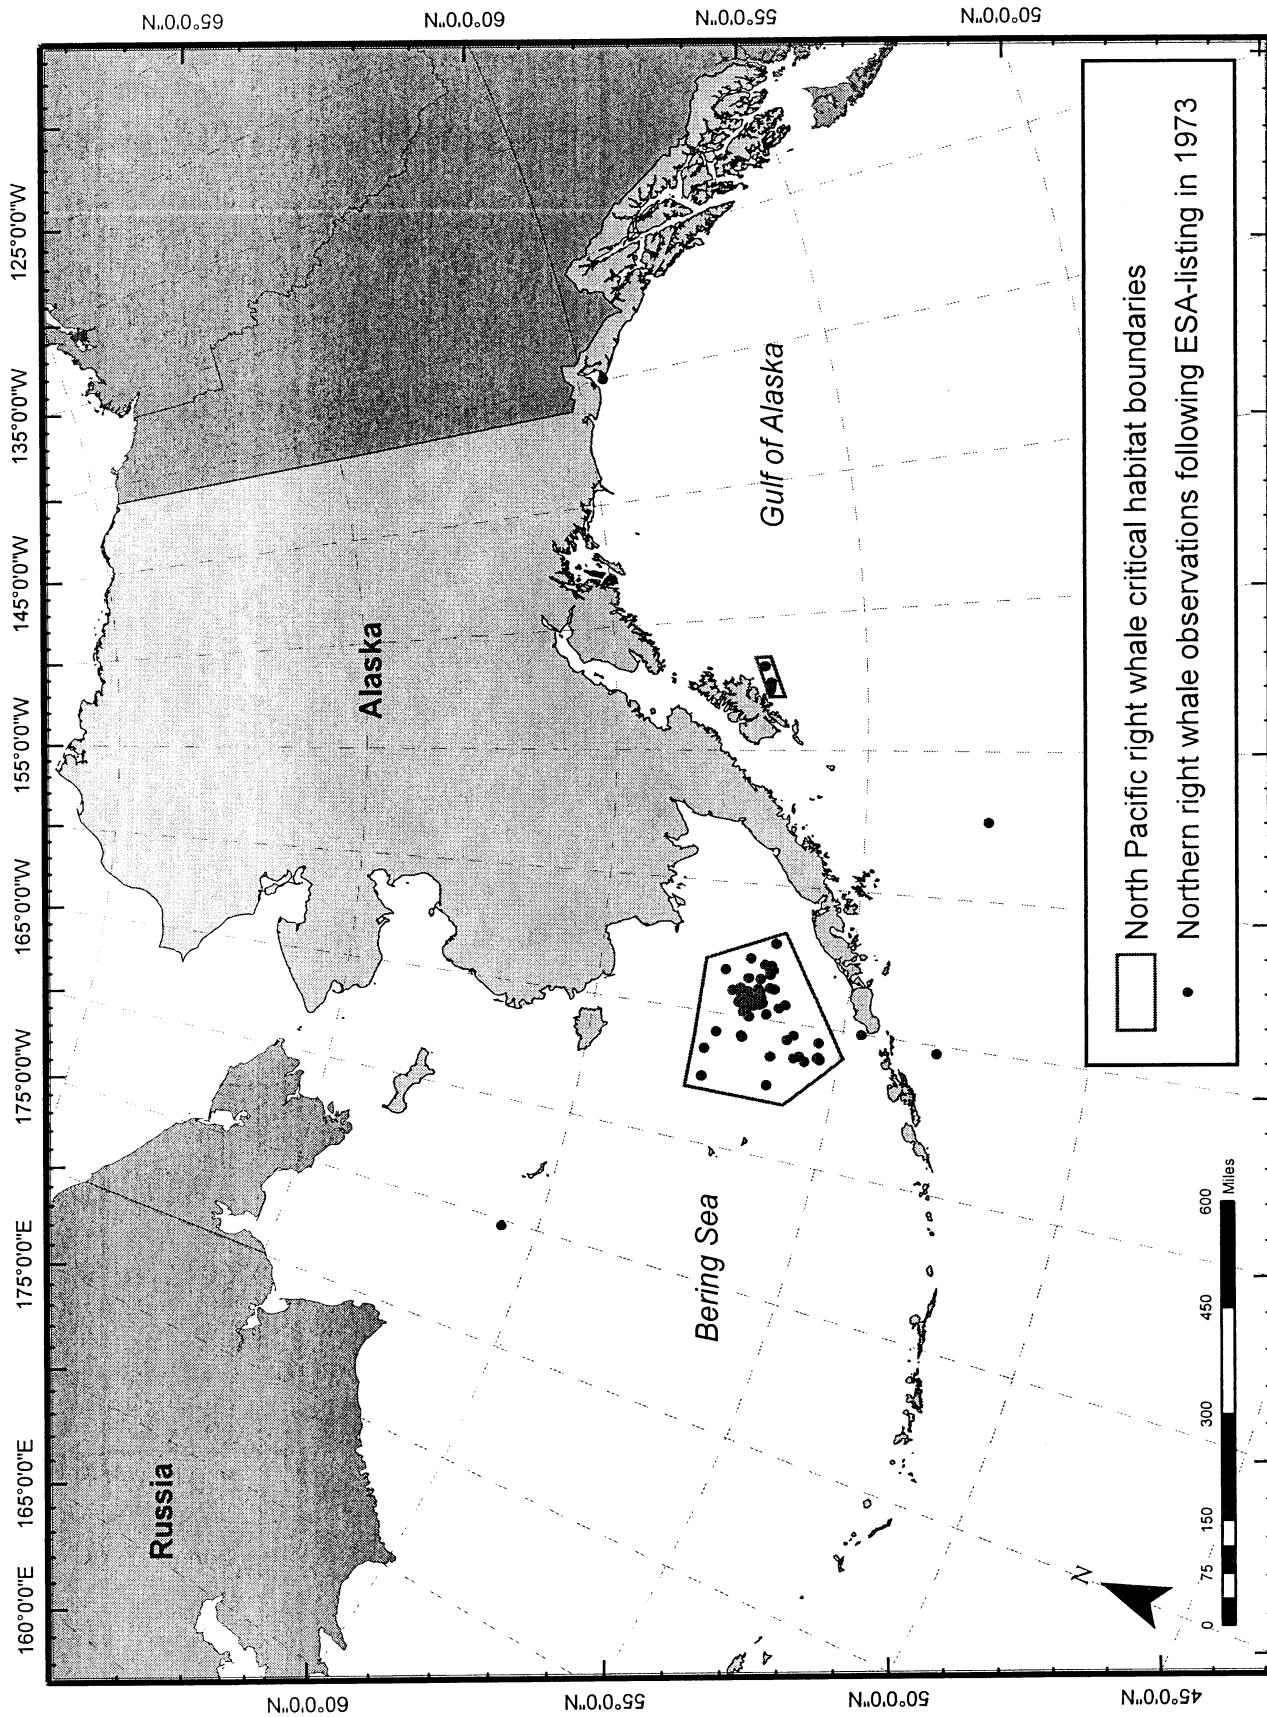 160°0'0"E
165°0'0"E
175°0'0"E
175°0'0"W
165°0'0"W
155°0'0"W
145°0'0"W
135°0'0"W
125°0'0"W
65°0'0"N
60°0'0"N
55°0'0"N
50°0'0"N
60°0'0"N
55°0'0"N
50°0'0"N
45°0'0"N
Russia
Alaska
Bering Sea
Gulf of Alaska
North Pacific right whale critical habitat boundaries
Northern right whale observations following ESA-listing in 1973
N
0 75 150 300 450 600
Miles